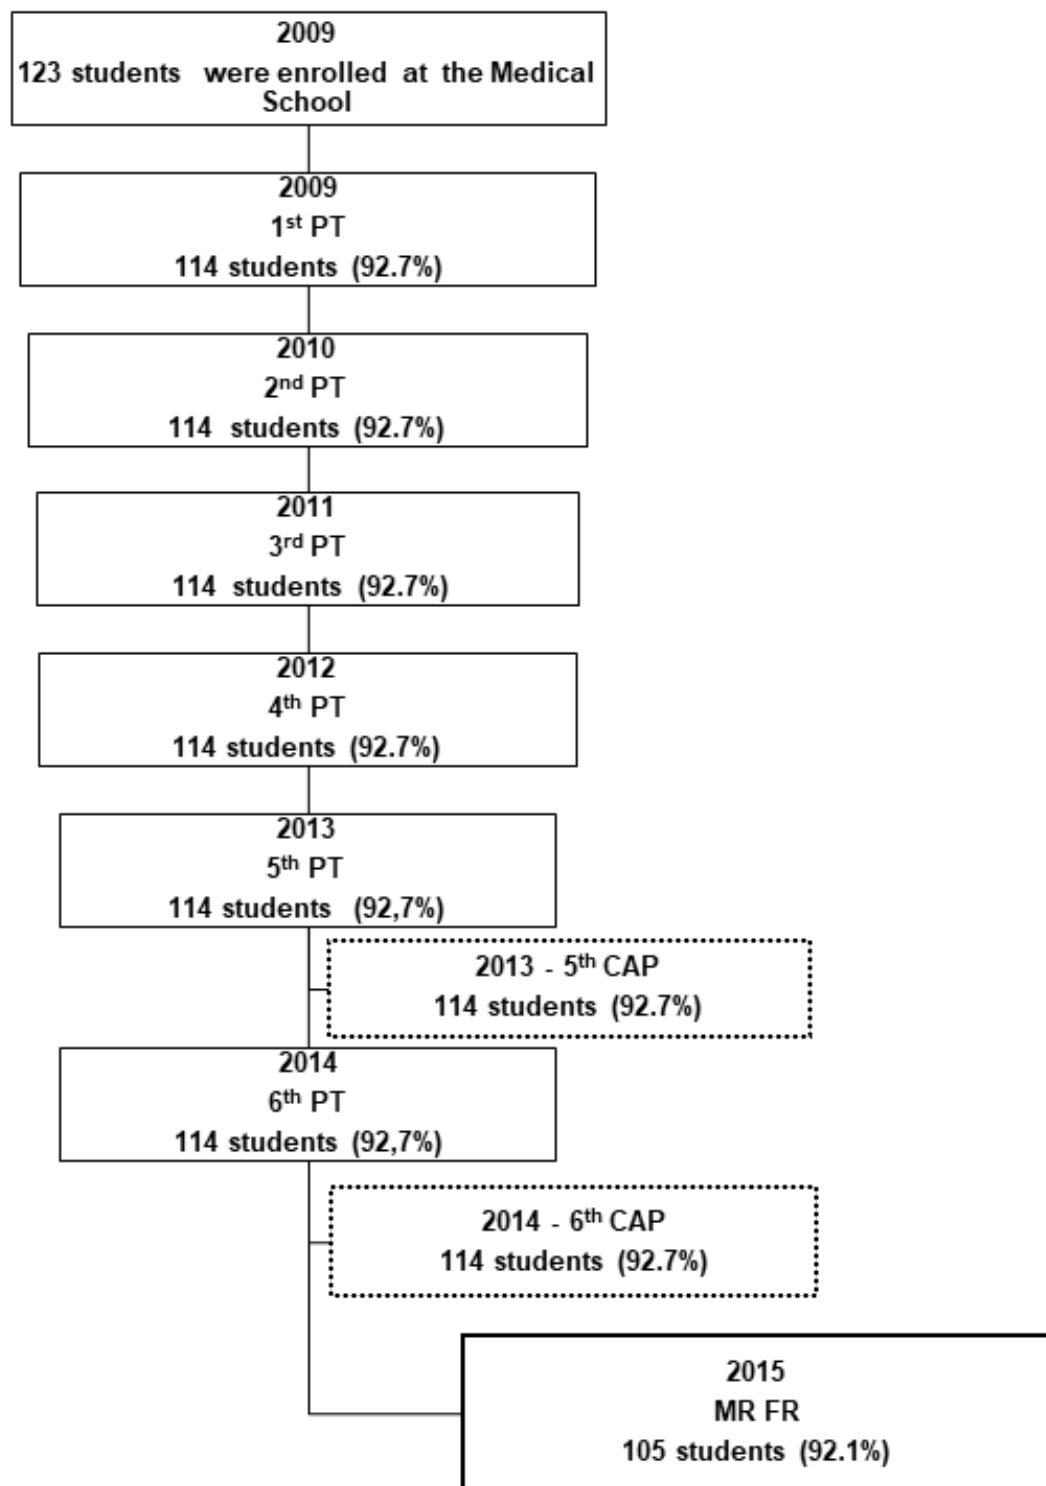 2009
123 students were enrolled at the Medical
School
2009
1st PT
114 students (92.7%)
2010
2nd PT
114 students (92.7%)
2011
3rd PT
114 students (92.7%)
2012
4th PT
114 students (92.7%)
2013
5th PT
114 students (92,7%)
2013 - 5th CAP
114 students (92.7%)
2014
6th PT
114 students (92,7%)
2014 - 6th CAP
114 students (92.7%)
2015
MR FR
105 students (92.1%)